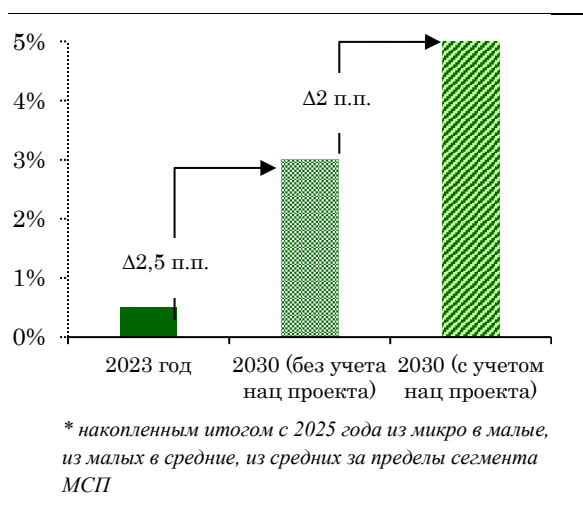 5%
4%
Δ2 п.п.
3%
2%
Δ2,5 п.п.
1%
0%
2023 год
2030 (без учета
нац проекта)
2030 (с учетом
нац проекта)
* накопленным итогом с 2025 года из микро в малые,
из малых в средние, из средних за пределы сегмента
МСП